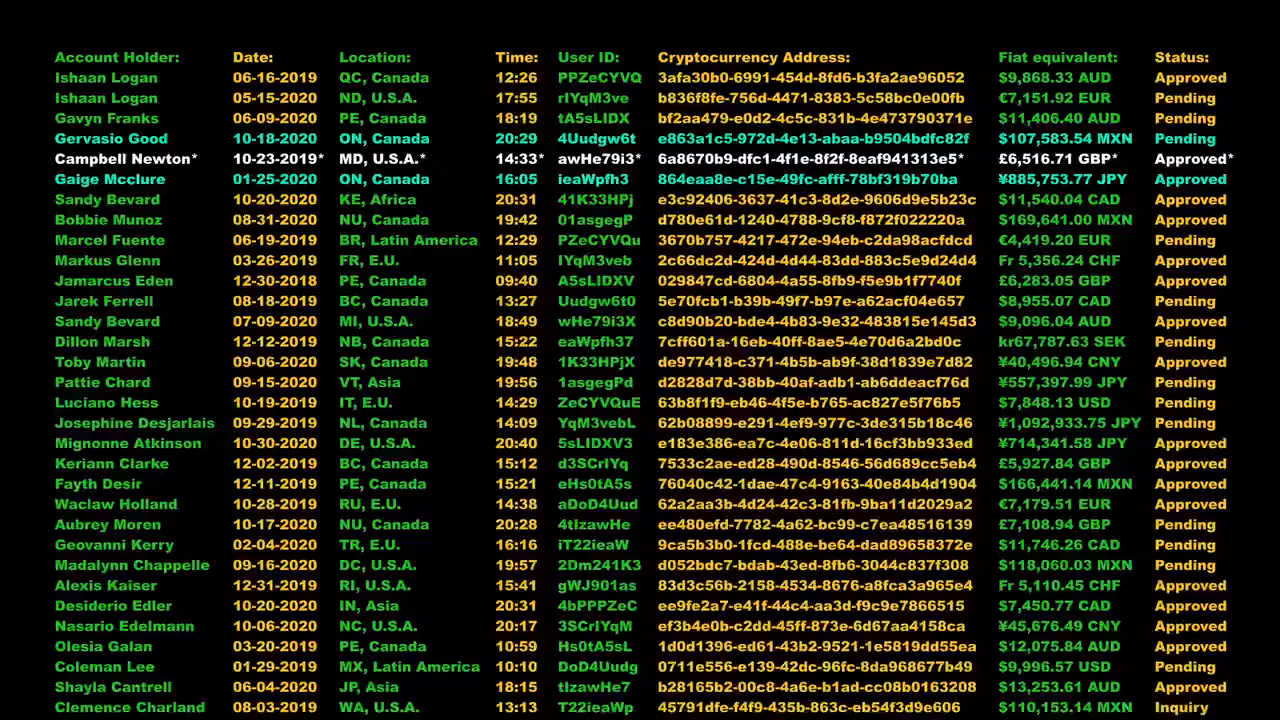 Account Holder: Date: Location: Time: User ID: Cryptocurrency Address: Fiat equivalent: Status:
Ishaan Logan 06-16-2019 QC, Canada 12:26 PPZeCYVQ 3afa30b0-6991-454d-8fd6-b3fa2ae96052 $9,868.33 AUD Approved
Ishaan Logan 05-15-2020 ND, U.S.A. 17:55 rIYqM3ve b836f8fe-756d-4471-8383-5c58bc0e00fb €7,151.92 EUR Pending
Gavyn Franks 06-09-2020 PE, Canada 18:19 tA5sLIDX bf2aa479-e0d2-4c5c-831b-4e473790371e $11,406.40 AUD Pending
Gervasio Good 10-18-2020 ON, Canada 20:29 4Uudgw6t e863a1c5-972d-4e13-abaa-b9504bdfc82f $107,583.54 MXN Pending
Campbell Newton* 10-23-2019* MD, U.S.A.* 14:33* awHe79i3* 6a8670b9-dfc1-4f1e-8f2f-8eaf941313e5* £6,516.71 GBP* Approved*
Gaige Mcclure 01-25-2020 ON, Canada 16:05 ieaWpfh3 864eaa8e-c15e-49fc-afff-78bf319b70ba ¥885,753.77 JPY Approved
Sandy Bevard 10-20-2020 KE, Africa 20:31 41K33HPj e3c92406-3637-41c3-8d2e-9606d9e5b23c $11,540.04 CAD Approved
Bobbie Munoz 08-31-2020 NU, Canada 19:42 01asgegP d780e61d-1240-4788-9cf8-f872f022220a $169,641.00 MXN Pending
Marcel Fuente 06-19-2019 BR, Latin America 12:29 PZeCYVQu 3670b757-4217-472e-94eb-c2da98acfdcd €4,419.20 EUR Pending
Markus Glenn 03-26-2019 FR, E.U. 11:05 IYqM3veb 2c66dc2d-424d-4d44-83dd-883c5e9d24d4 Fr 5,356.24 CHF Approved
Jamarcus Eden 12-30-2018 PE, Canada 09:40 A5sLIDXV 029847cd-6804-4a55-8fb9-f5e9b1f7740f £6,283.05 GBP Approved
Jarek Ferrell 08-18-2019 BC, Canada 13:27 Uudgw6t0 5e70fcb1-b39b-49f7-b97e-a62acf04e657 $8,955.07 CAD Pending
Sandy Bevard 07-09-2020 MI, U.S.A. 18:49 wHe79i3X c8d90b20-bde4-4b83-9e32-483815e145d3 $9,096.04 AUD Approved
Dillon Marsh 12-12-2019 NB, Canada 15:22 eaWpfh37 7cff601a-16eb-40ff-8ae5-4e70d6a2bd0c kr67,787.63 SEK Pending
Toby Martin 09-06-2020 SK, Canada 19:48 1K33HPjX de977418-c371-4b5b-ab9f-38d1839e7d82 ¥40,496.94 CNY Approved
Pattie Chard 09-15-2020 VT, Asia 19:56 1asgegPd d2828d7d-38bb-40af-adb1-ab6ddeacf76d ¥557,397.99 JPY Pending
Luciano Hess 10-19-2019 IT, E.U. 14:29 ZeCYVQuE 63b8f1f9-eb46-4f5e-b765-ac827e5f76b5 $7,848.13 USD Pending
Josephine Desjarlais 09-29-2019 NL, Canada 14:09 YqM3vebL 62b08899-e291-4ef9-977c-3de315b18c46 ¥1,092,933.75 JPY Pending
Mignonne Atkinson 10-30-2020 DE, U.S.A. 20:40 5sLIDXV3 e183e386-ea7c-4e06-811d-16cf3bb933ed ¥714,341.58 JPY Approved
Keriann Clarke 12-02-2019 BC, Canada 15:12 d3SCrIYq 7533c2ae-ed28-490d-8546-56d689cc5eb4 £5,927.84 GBP Approved
Fayth Desir 12-11-2019 PE, Canada 15:21 eHs0tA5s 76040c42-1dae-47c4-9163-40e84b4d1904 $166,441.14 MXN Approved
Waclaw Holland 10-28-2019 RU, E.U. 14:38 aDoD4Uud 62a2aa3b-4d24-42c3-81fb-9ba11d2029a2 €7,179.51 EUR Approved
Aubrey Moren 10-17-2020 NU, Canada 20:28 4tIzawHe ee480efd-7782-4a62-bc99-c7ea48516139 £7,108.94 GBP Pending
Geovanni Kerry 02-04-2020 TR, E.U. 16:16 iT22ieaW 9ca5b3b0-1fcd-488e-be64-dad89658372e $11,746.26 CAD Pending
Madalynn Chappelle 09-16-2020 DC, U.S.A. 19:57 2Dm241K3 d052bdc7-bdab-43ed-8fb6-3044c837f308 $118,060.03 MXN Pending
Alexis Kaiser 12-31-2019 RI, U.S.A. 15:41 gWJ901as 83d3c56b-2158-4534-8676-a8fca3a965e4 Fr 5,110.45 CHF Approved
Desiderio Edler 10-20-2020 IN, Asia 20:31 4bPPPZeC ee9fe2a7-e41f-44c4-aa3d-f9c9e7866515 $7,450.77 CAD Approved
Nasario Edelmann 10-06-2020 NC, U.S.A. 20:17 3SCrIYqM ef3b4e0b-c2dd-45ff-873e-6d67aa4158ca ¥45,676.49 CNY Approved
Olesia Galan 03-20-2019 PE, Canada 10:59 Hs0tA5sL 1d0d1396-ed61-43b2-9521-1e5819dd55ea $12,075.84 AUD Approved
Coleman Lee 01-29-2019 MX, Latin America 10:10 DoD4Uudg 0711e556-e139-42dc-96fc-8da968677b49 $9,996.57 USD Pending
Shayla Cantrell 06-04-2020 JP, Asia 18:15 tIzawHe7 b28165b2-00c8-4a6e-b1ad-cc08b0163208 $13,253.61 AUD Approved
Clemence Charland 08-03-2019 WA, U.S.A. 13:13 T22ieaWp 45791dfe-f4f9-435b-863c-eb54f3d9e606 $110,153.14 MXN Inquiry